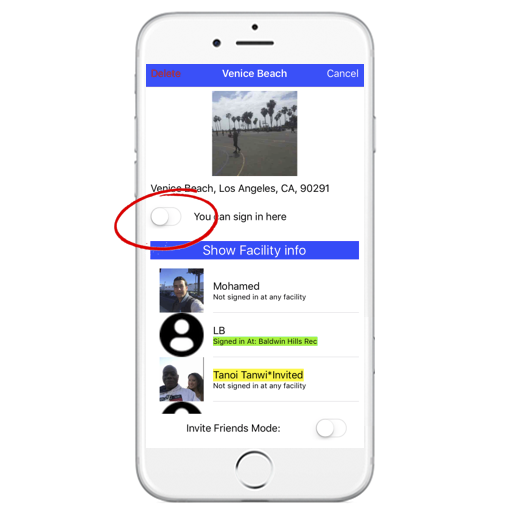 Delete Venice Beach Cancel
Venice Beach, Los Angeles, CA, 90291
You can sign in here
Show Facility info
Mohamed
Not signed in at any facility
LB
Signed in At: Baldwin Hills Rec
Tanoi Tanwi*Invited
Not signed in at any facility
Invite Friends Mode: